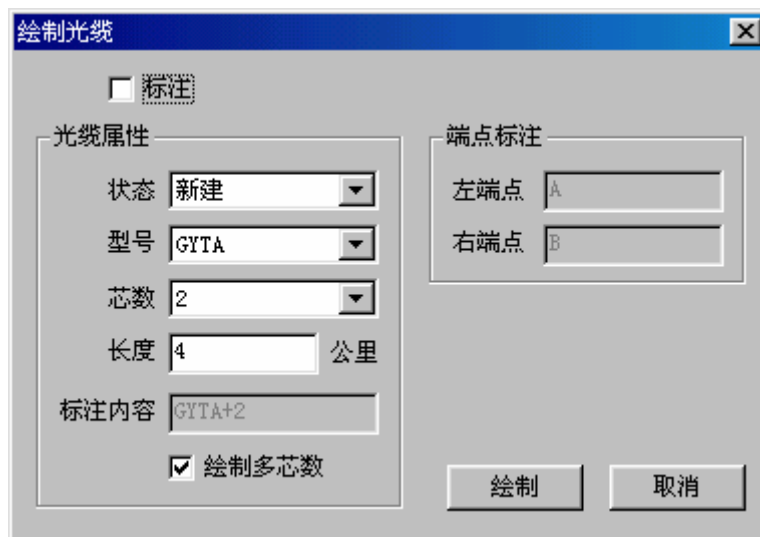 绘制光缆
标注
光缆属性
状态 新建
型号 GYTA
芯数 2
长度 4 公里
标注内容 GYTA+2
绘制多芯数
端点标注
左端点 A
右端点 B
绘制 取消